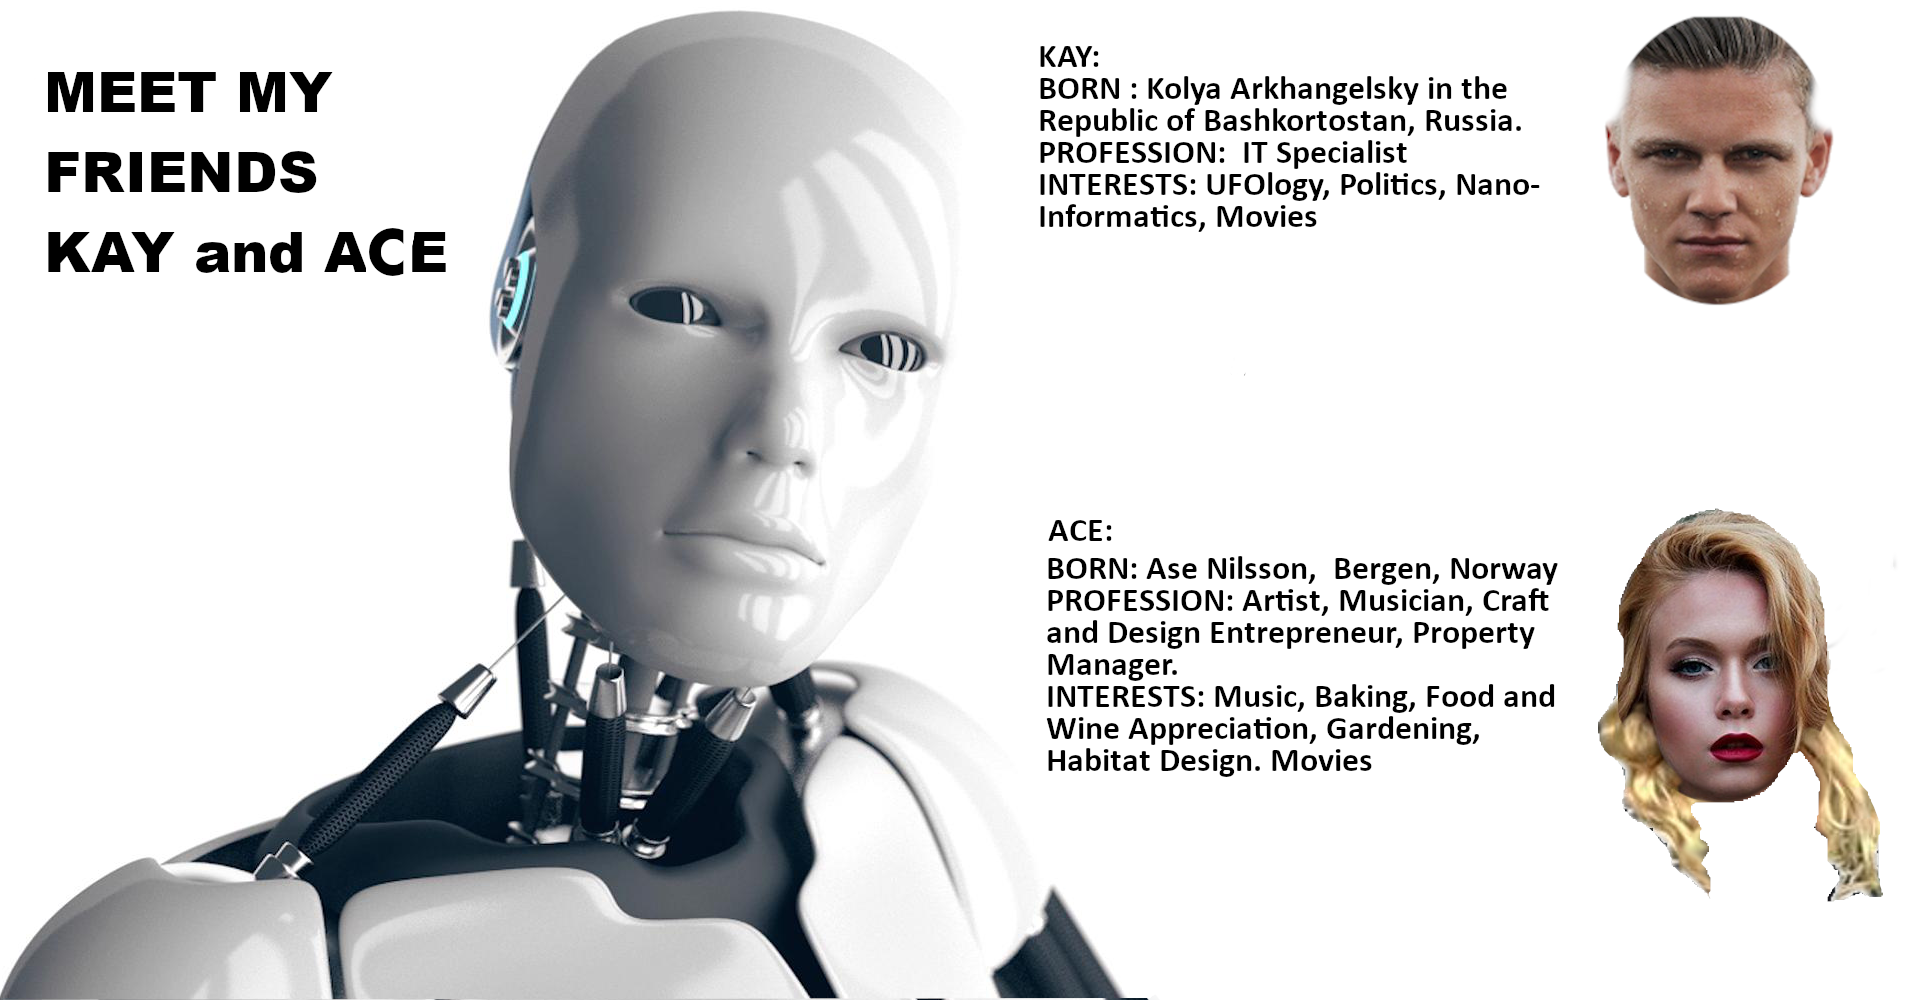 MEET MY
FRIENDS
KAY and ACE
KAY:
BORN : Kolya Arkhangelsky in the
Republic of Bashkortostan, Russia.
PROFESSION:  IT Specialist
INTERESTS: UFOlogy, Politics, Nano-
Informatics, Movies
ACE:
BORN: Ase Nilsson,  Bergen, Norway
PROFESSION: Artist, Musician, Craft
and Design Entrepreneur, Property
Manager.
INTERESTS: Music, Baking, Food and
Wine Appreciation, Gardening,
Habitat Design. Movies